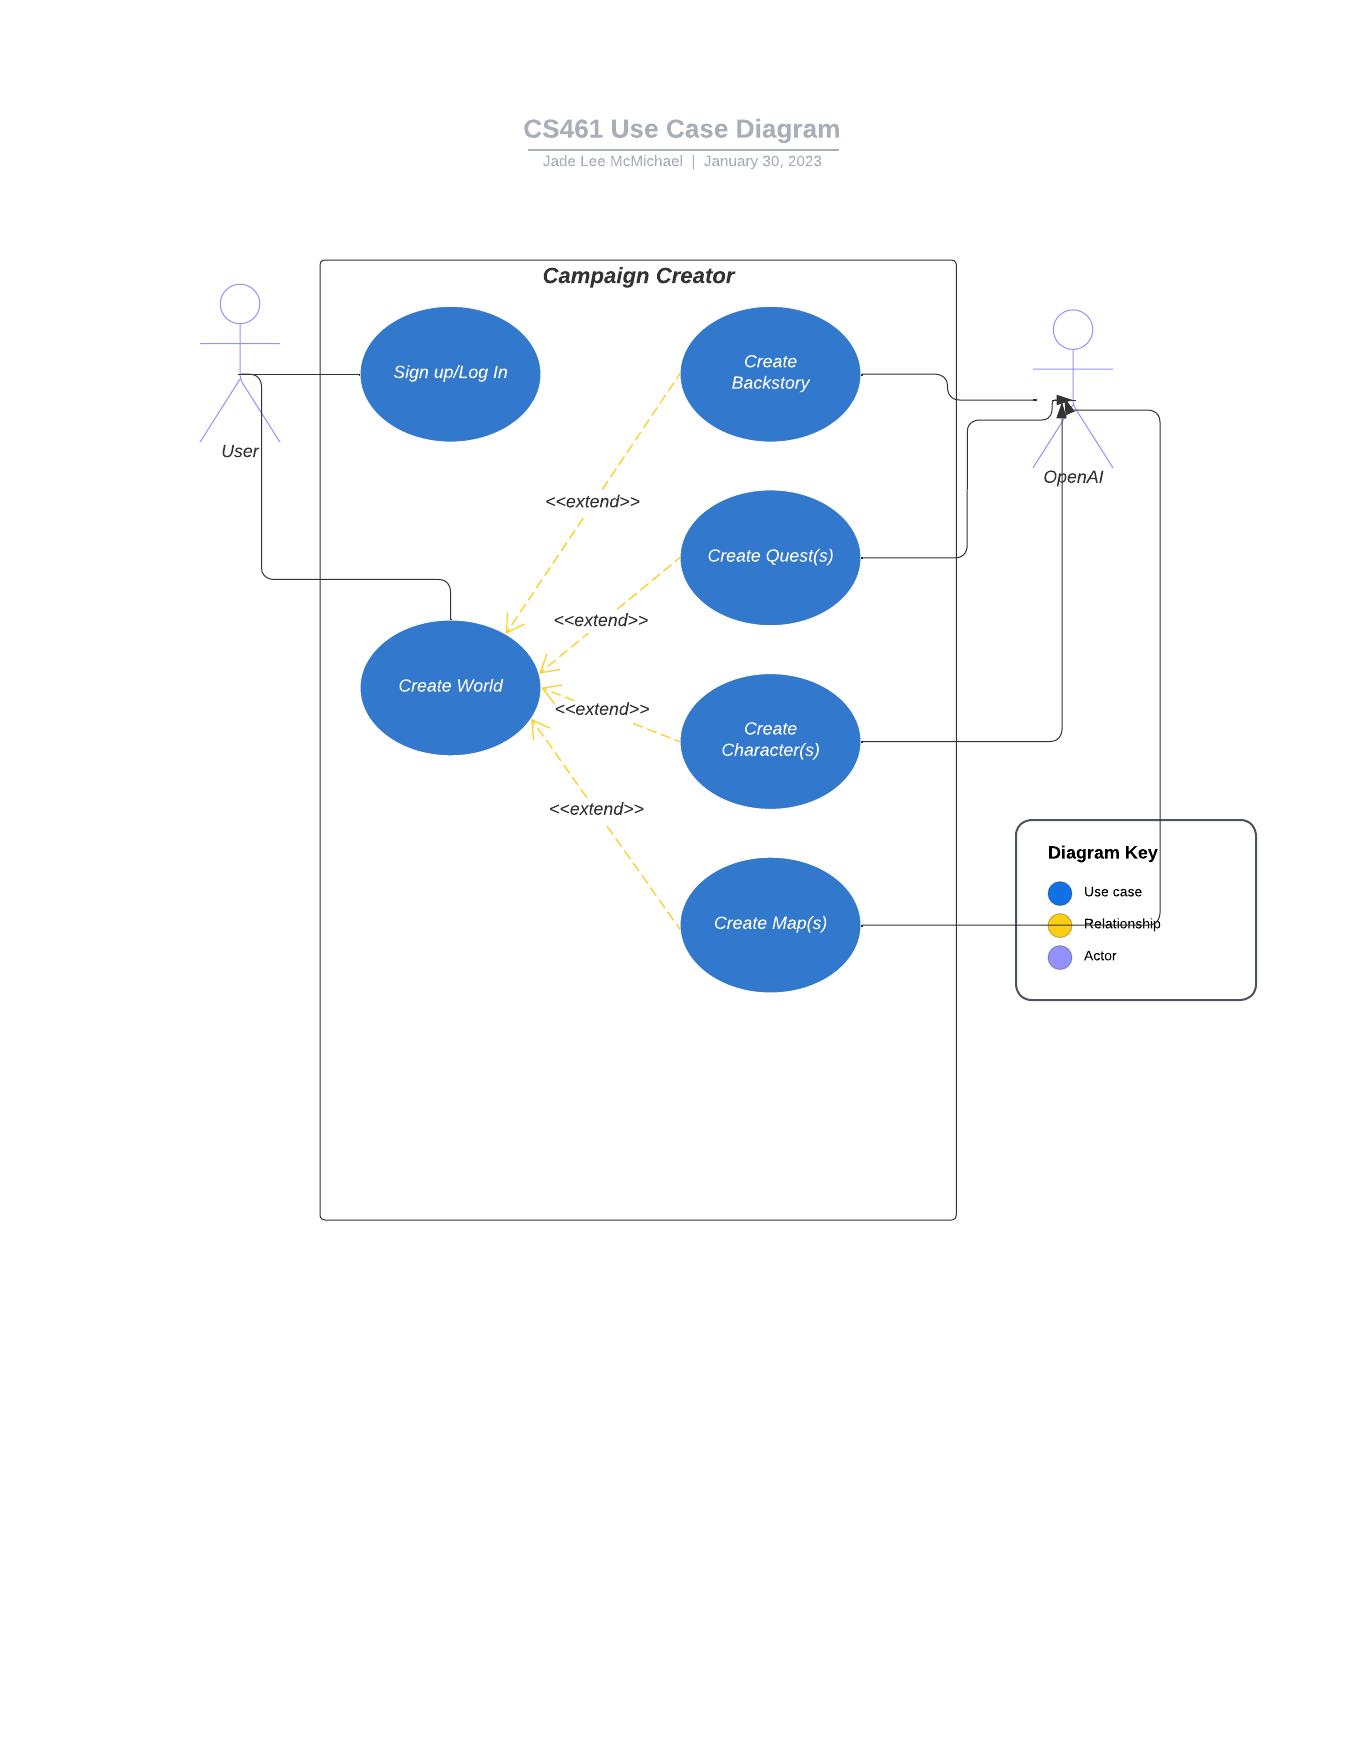 CS461 Use Case Diagram
Jade Lee McMichael | January 30, 2023
Campaign Creator
User
Sign up/Log In
Create
Backstory
OpenAI
<<extend>>
Create Quest(s)
<<extend>>
Create World
<<extend>>
Create
Character(s)
<<extend>>
Create Map(s)
Diagram Key
Use case
Relationship
Actor